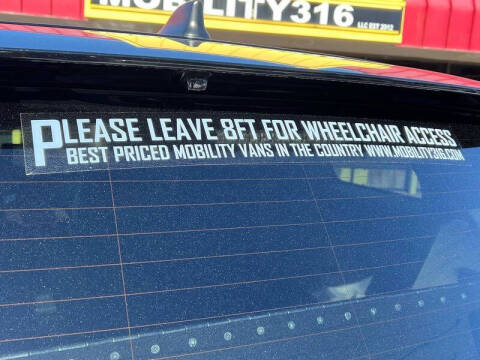 MOBILITY316
LLC EST 2012
PLEASE LEAVE 8FT FOR WHEELCHAIR ACCESS
BEST PRICED MOBILITY VANS IN THE COUNTRY WWW.MOBILITY316.COM